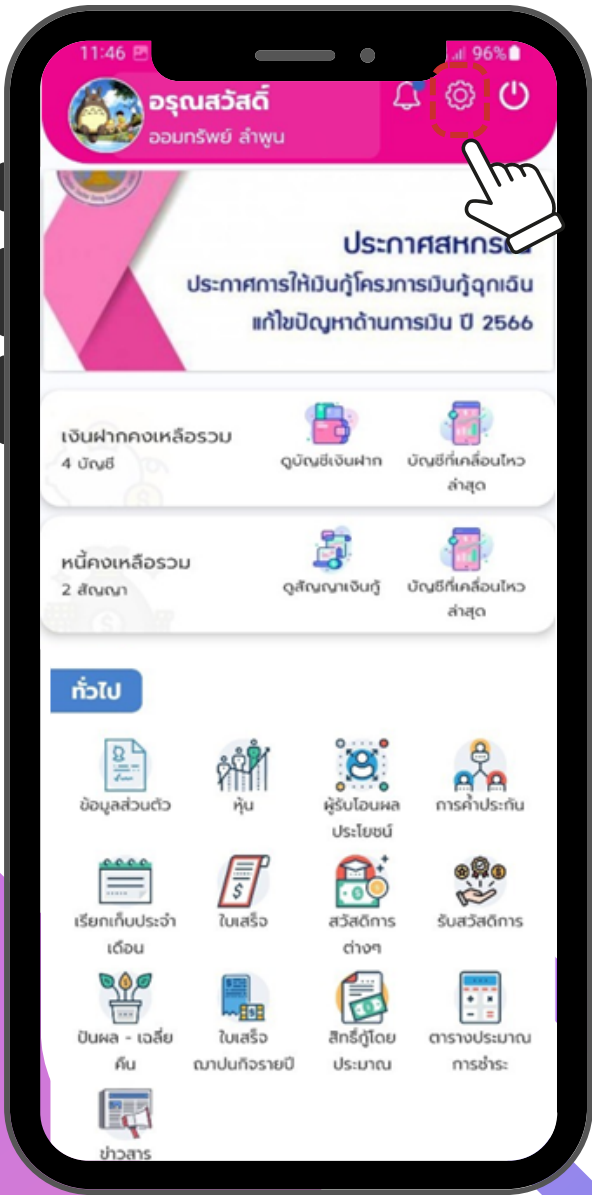 11:46
96%
อรุณสวัสดิ์
ออมทรัพย์ ลำพูน
ประกาศสหกรณ์
ประกาศการให้เงินกู้โครงการเงินกู้ฉุกเฉิน
แก้ไขปัญหาด้านการเงิน ปี 2566
เงินฝากคงเหลือรวม
4 บัญชี
ดูบัญชีเงินฝาก
บัญชีที่เคลื่อนไหว
ล่าสุด
หนี้คงเหลือรวม
2 สัญญา
ดูสัญญาเงินกู้
บัญชีที่เคลื่อนไหว
ล่าสุด
ทั่วไป
ข้อมูลส่วนตัว
หุ้น
ผู้รับโอนผล
ประโยชน์
การค้ำประกัน
เรียกเก็บประจำ
เดือน
ใบเสร็จ
สวัสดิการ
ต่างๆ
รับสวัสดิการ
ปันผล - เฉลี่ย
คืน
ใบเสร็จ
ฌาปนกิจรายปี
สิทธิ์กู้โดย
ประมาณ
ตารางประมาณ
การชำระ
ข่าวสาร